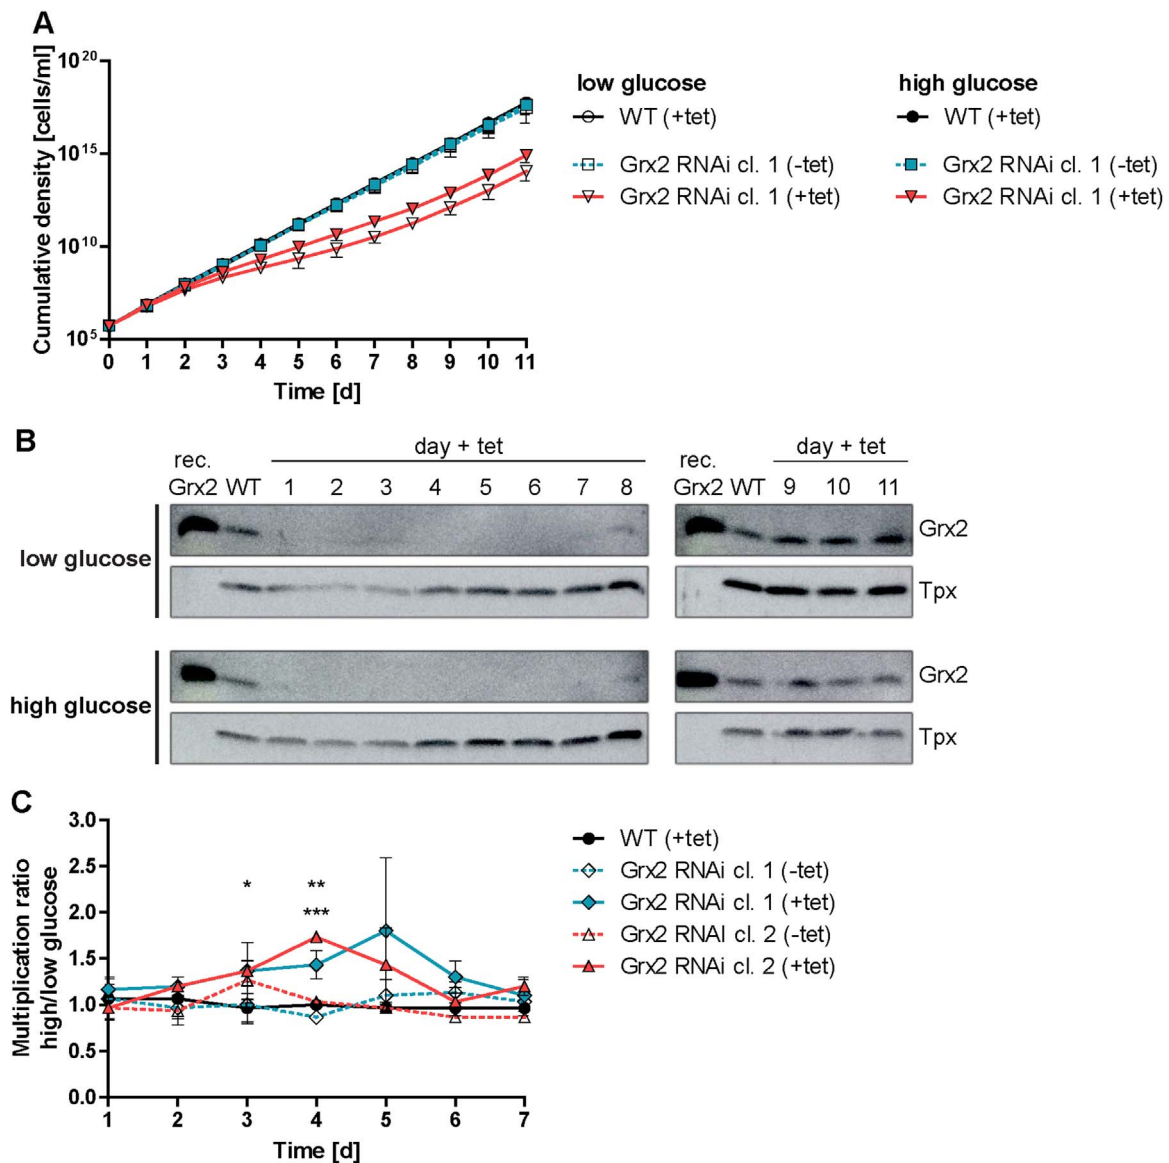 A
Cumulative density [cells/ml]
10^20
10^15
10^10
10^5
0 1 2 3 4 5 6 7 8 9 10 11
Time [d]
low glucose
WT (+tet)
Grx2 RNAi cl. 1 (-tet)
Grx2 RNAi cl. 1 (+tet)
high glucose
WT (+tet)
Grx2 RNAi cl. 1 (-tet)
Grx2 RNAi cl. 1 (+tet)
B
rec. day + tet
Grx2 WT 1 2 3 4 5 6 7 8
rec. day + tet
Grx2 WT 9 10 11
low glucose
Grx2
Tpx
high glucose
Grx2
Tpx
C
Multiplication ratio
high/low glucose
3.0
2.5
2.0
1.5
1.0
0.5
0.0
* **
***
1 2 3 4 5 6 7
Time [d]
WT (+tet)
Grx2 RNAi cl. 1 (-tet)
Grx2 RNAi cl. 1 (+tet)
Grx2 RNAI cl. 2 (-tet)
Grx2 RNAi cl. 2 (+tet)